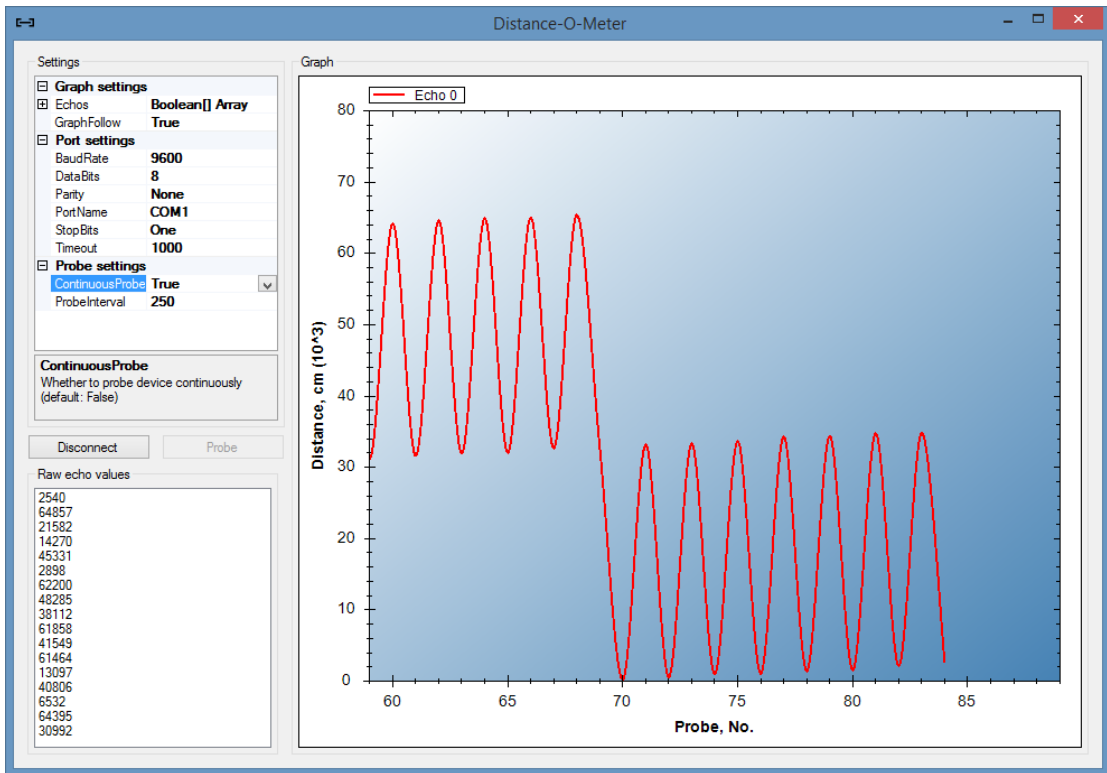 Distance-O-Meter
Settings
Graph settings
Echos Boolean[] Array
GraphFollow True
Port settings
BaudRate 9600
DataBits 8
Parity None
PortName COM1
StopBits One
Timeout 1000
Probe settings
ContinuousProbe True
ProbeInterval 250
ContinuousProbe
Whether to probe device continuously
(default: False)
Disconnect Probe
Raw echo values
2540
64857
21582
14270
45331
2898
62200
48285
38112
61858
41549
61464
13097
40806
6532
64395
30992
Graph
Echo 0
80
70
60
50
40
30
20
10
0
Distance, cm (10^3)
60 65 70 75 80 85
Probe, No.